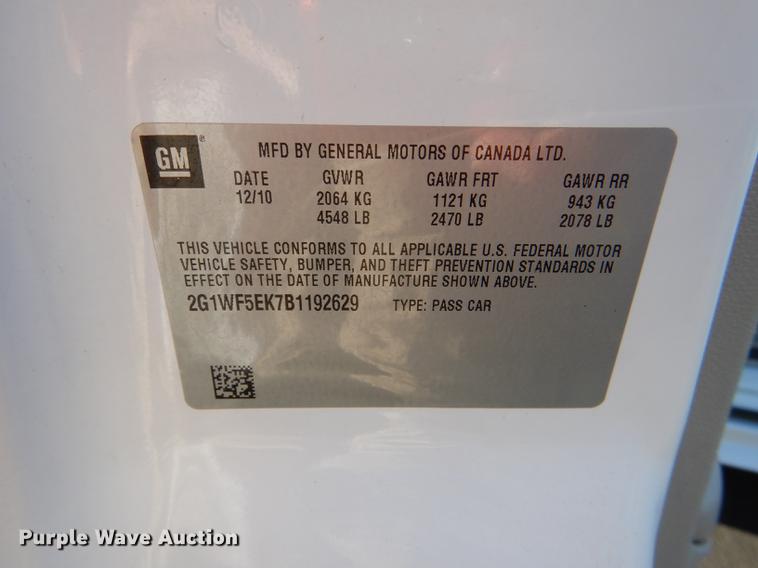 GM
MFD BY GENERAL MOTORS OF CANADA LTD.
DATE GVWR GAWR FRT GAWR RR
12/10 2064 KG 1121 KG 943 KG
4548 LB 2470 LB 2078 LB
THIS VEHICLE CONFORMS TO ALL APPLICABLE U.S. FEDERAL MOTOR
VEHICLE SAFETY, BUMPER, AND THEFT PREVENTION STANDARDS IN
EFFECT ON THE DATE OF MANUFACTURE SHOWN ABOVE.
2G1WF5EK7B1192629 TYPE: PASS CAR
Purple Wave Auction